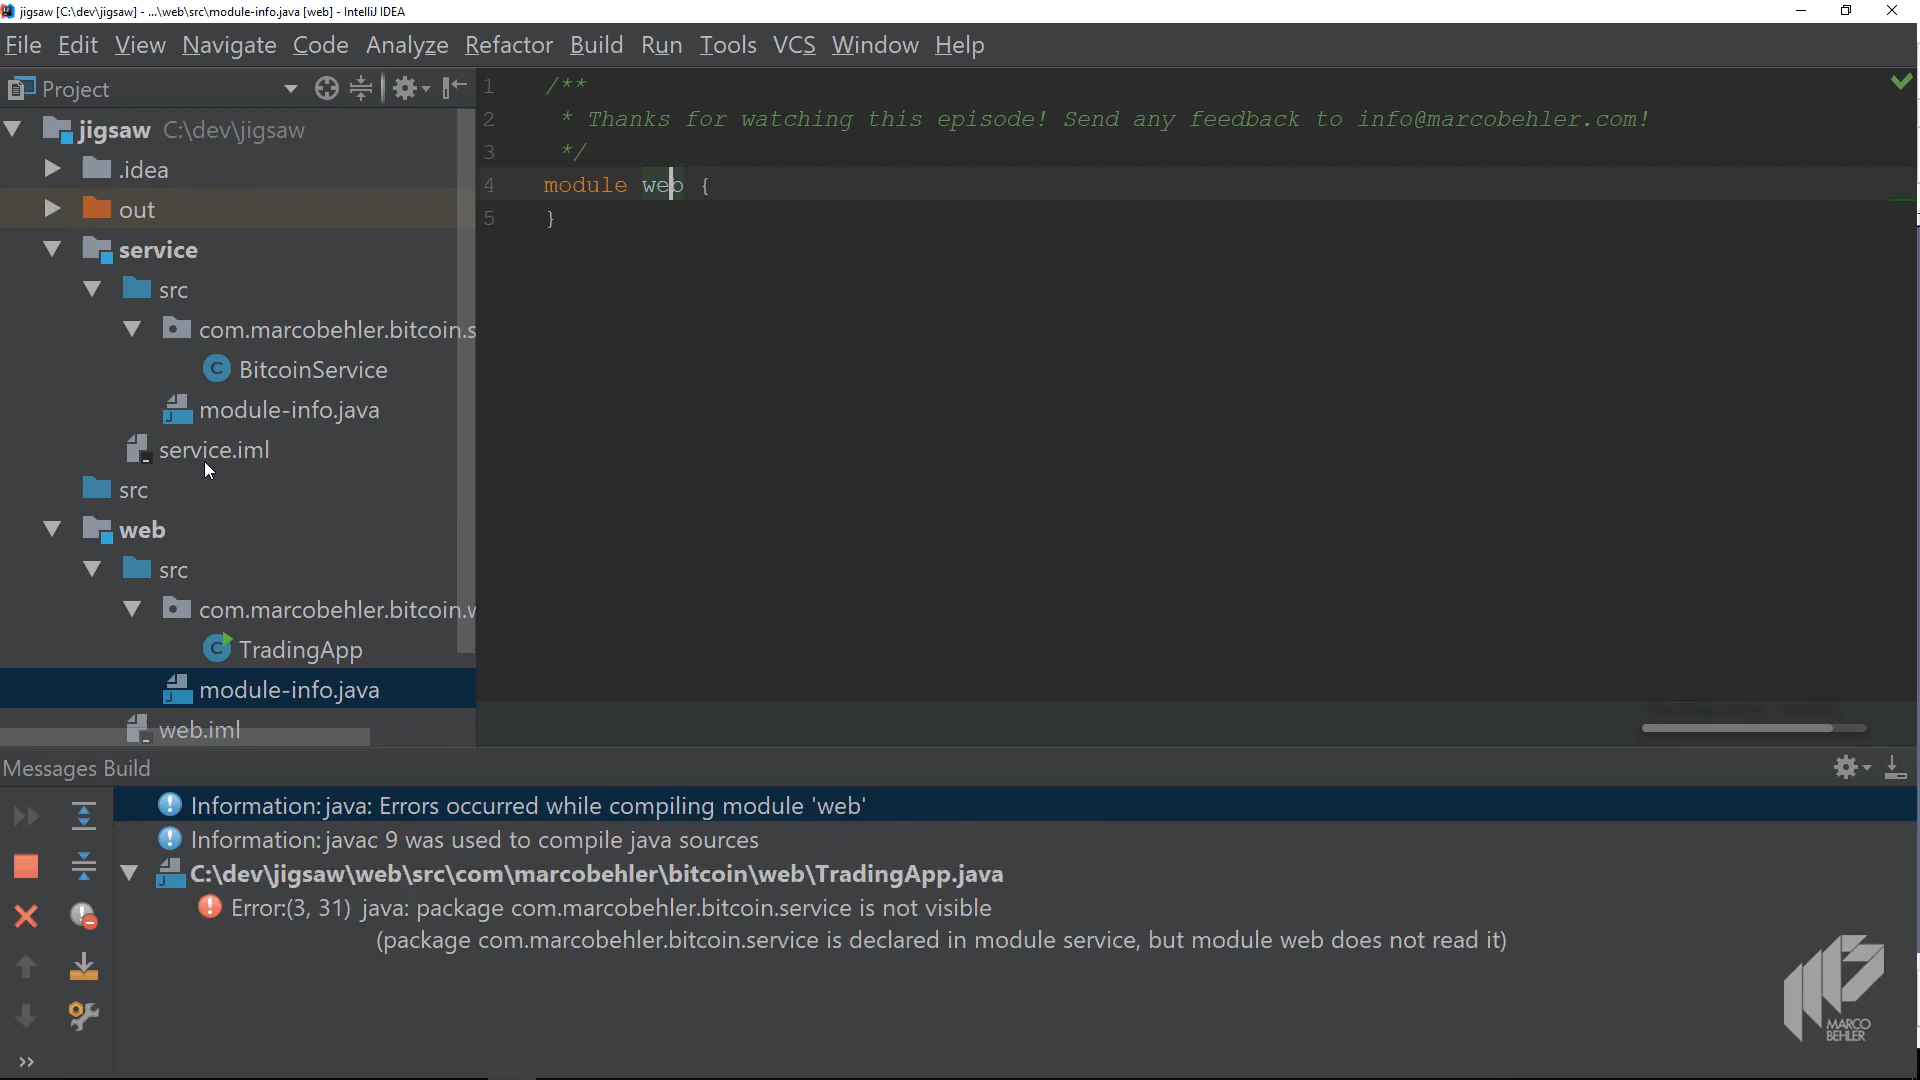 jigsaw [C:\dev\jigsaw] - ...\web\src\module-info.java [web] - IntelliJ IDEA
File Edit View Navigate Code Analyze Refactor Build Run Tools VCS Window Help
Project
jigsaw C:\dev\jigsaw
.idea
out
service
src
com.marcobehler.bitcoin.s
BitcoinService
module-info.java
service.iml
src
web
src
com.marcobehler.bitcoin.w
TradingApp
module-info.java
web.iml
1 /**
2 * Thanks for watching this episode! Send any feedback to info@marcobehler.com!
3 */
4 module web {
5 }
Messages Build
Information: java: Errors occurred while compiling module 'web'
Information: javac 9 was used to compile java sources
C:\dev\jigsaw\web\src\com\marcobehler\bitcoin\web\TradingApp.java
Error:(3, 31) java: package com.marcobehler.bitcoin.service is not visible
(package com.marcobehler.bitcoin.service is declared in module service, but module web does not read it)
MARCO
BEHLER